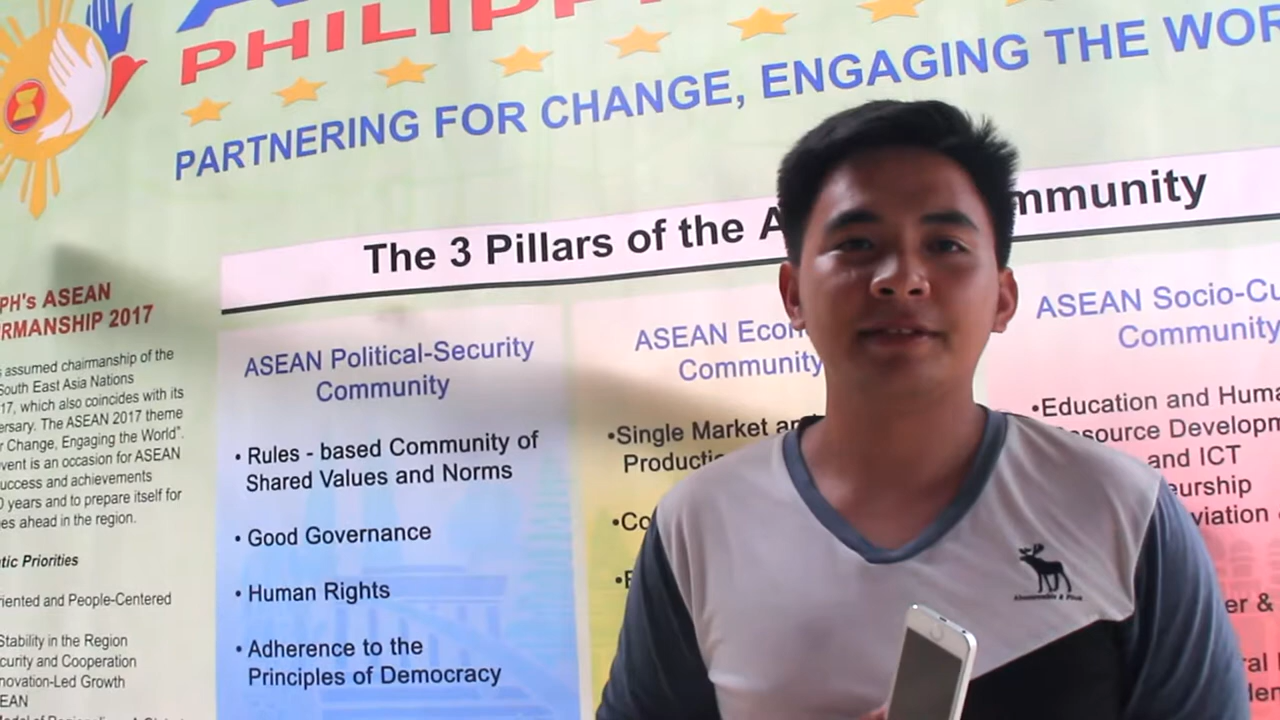 PHILIPP
PARTNERING FOR CHANGE, ENGAGING THE WOR
The 3 Pillars of the A mmunity
PH's ASEAN
RMANSHIP 2017
assumed chairmanship of the
South East Asia Nations
17, which also coincides with its
ersary. The ASEAN 2017 theme
r Change, Engaging the World".
vent is an occasion for ASEAN
uccess and achievements
0 years and to prepare itself for
es ahead in the region.
tic Priorities
riented and People-Centered
Stability in the Region
curity and Cooperation
novation-Led Growth
EAN
ASEAN Political-Security
Community
• Rules - based Community of
Shared Values and Norms
• Good Governance
• Human Rights
• Adherence to the
Principles of Democracy
ASEAN Econ
Community
•Single Market an
Productio
•Co
ASEAN Socio-Cu
Community
•Education and Huma
source Developm
and ICT
eurship
viation
er &
ral
Abercrombie & Fitch